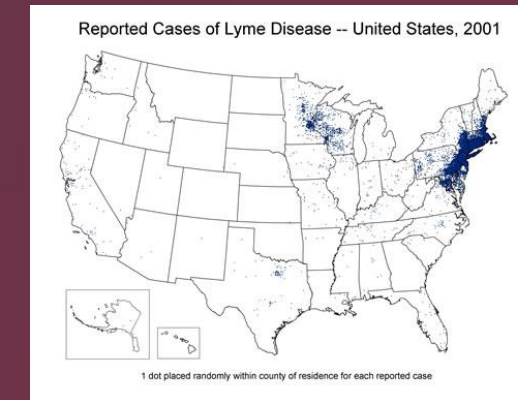 Reported Cases of Lyme Disease -- United States, 2001
1 dot placed randomly within county of residence for each reported case